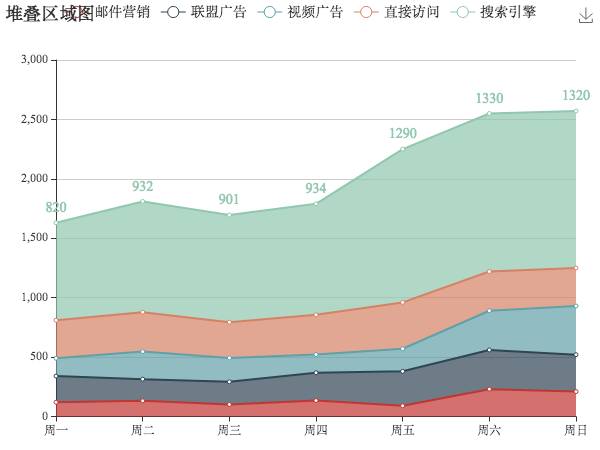 堆叠区域图 邮件营销 联盟广告 视频广告 直接访问 搜索引擎
3,000
2,500
2,000
1,500
1,000
500
0
820 932 901 934 1290 1330 1320
周一 周二 周三 周四 周五 周六 周日